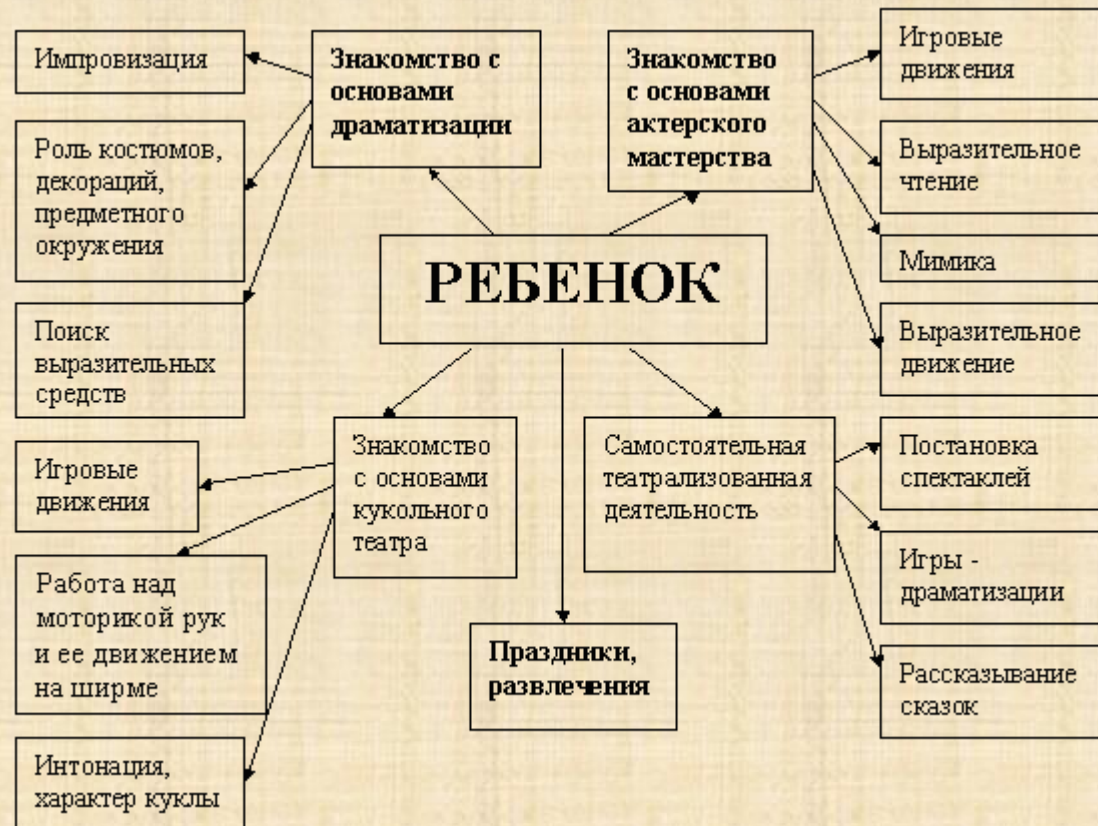 Импровизация
Роль костюмов,
декораций,
предметного
окружения
Поиск
выразительных
средств
Знакомство с
основами
драматизации
Знакомство
с основами
актерского
мастерства
Игровые
движения
Выразительное
чтение
Мимика
Выразительное
движение
РЕБЕНОК
Игровые
движения
Работа над
моторикой рук
и ее движением
на ширме
Интонация,
характер куклы
Знакомство
с основами
кукольного
театра
Праздники,
развлечения
Самостоятельная
театрализованная
деятельность
Постановка
спектаклей
Игры -
драматизации
Рассказывание
сказок